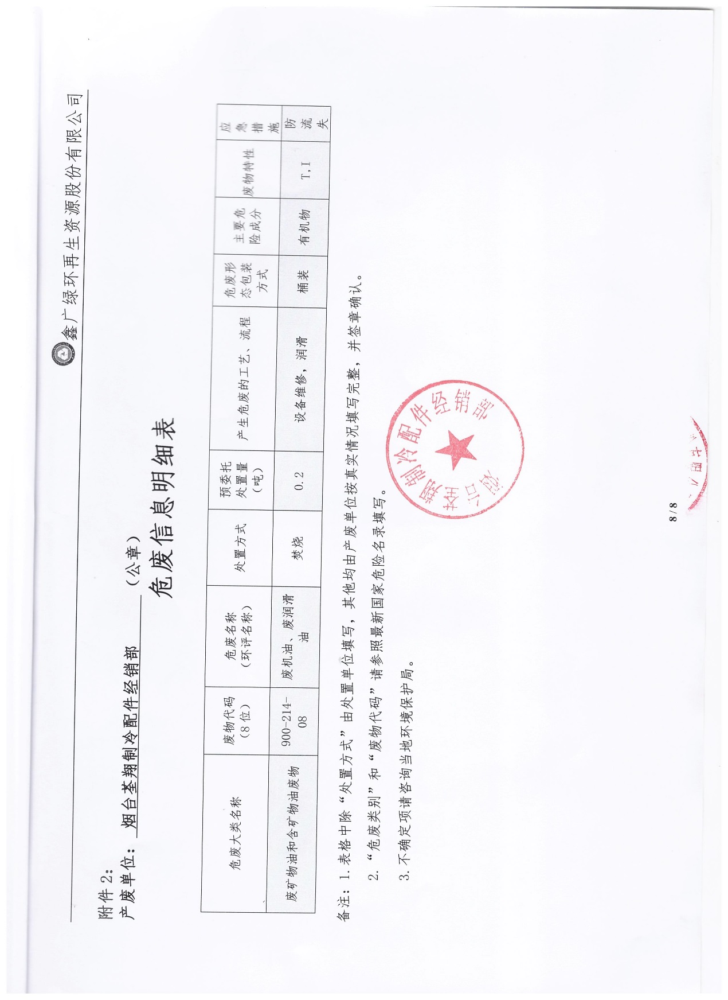 鑫广绿环再生资源股份有限公司
附件 2：
产废单位： 烟台荃翔制冷配件经销部 （公章）
危废信息明细表
危废大类名称
废物代码
（8 位）
危废名称
（环评名称）
处置方式
预委托
处置量
（吨）
产生危废的工艺、流程
危废形
态包装
方式
主要危
险成分
废物特性
应
急
措
施
废矿物油和含矿物油废物
900-214-
08
废机油、废润滑
油
焚烧
0.2
设备维修，润滑
桶装
有机物
T,I
防
流
失
备注：1.表格中除“处置方式”由处置单位填写，其他均由产废单位按真实情况填写完整，并签章确认。
2.“危废类别”和“废物代码”请参照最新国家危险名录填写。
3.不确定项请咨询当地环境保护局。
烟台荃翔制冷配件经销部
8/8